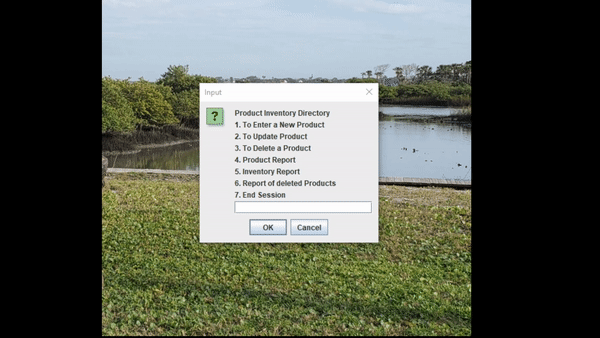 Input
Product Inventory Directory
1. To Enter a New Product
2. To Update Product
3. To Delete a Product
4. Product Report
5. Inventory Report
6. Report of deleted Products
7. End Session
OK Cancel